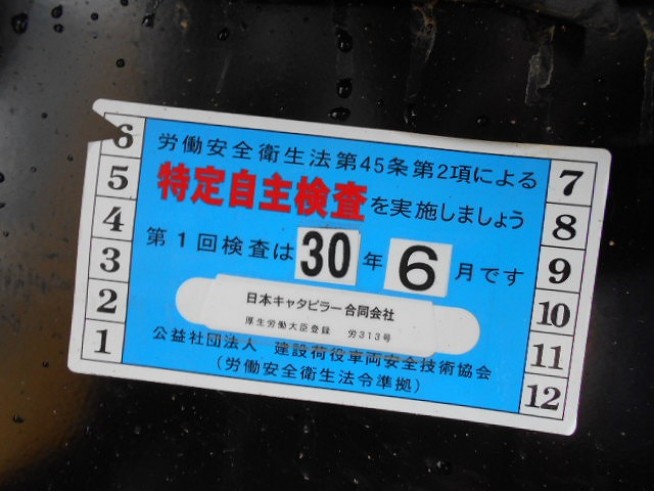 労働安全衛生法第45条第2項による
特定自主検査を実施しましょう
第1回検査は30年6月です
日本キャタピラー合同会社
厚生労働大臣登録 労313号
公益社団法人 建設荷役車両安全技術協会
(労働安全衛生法令準拠)
6
5
4
3
2
1
7
8
9
10
11
12